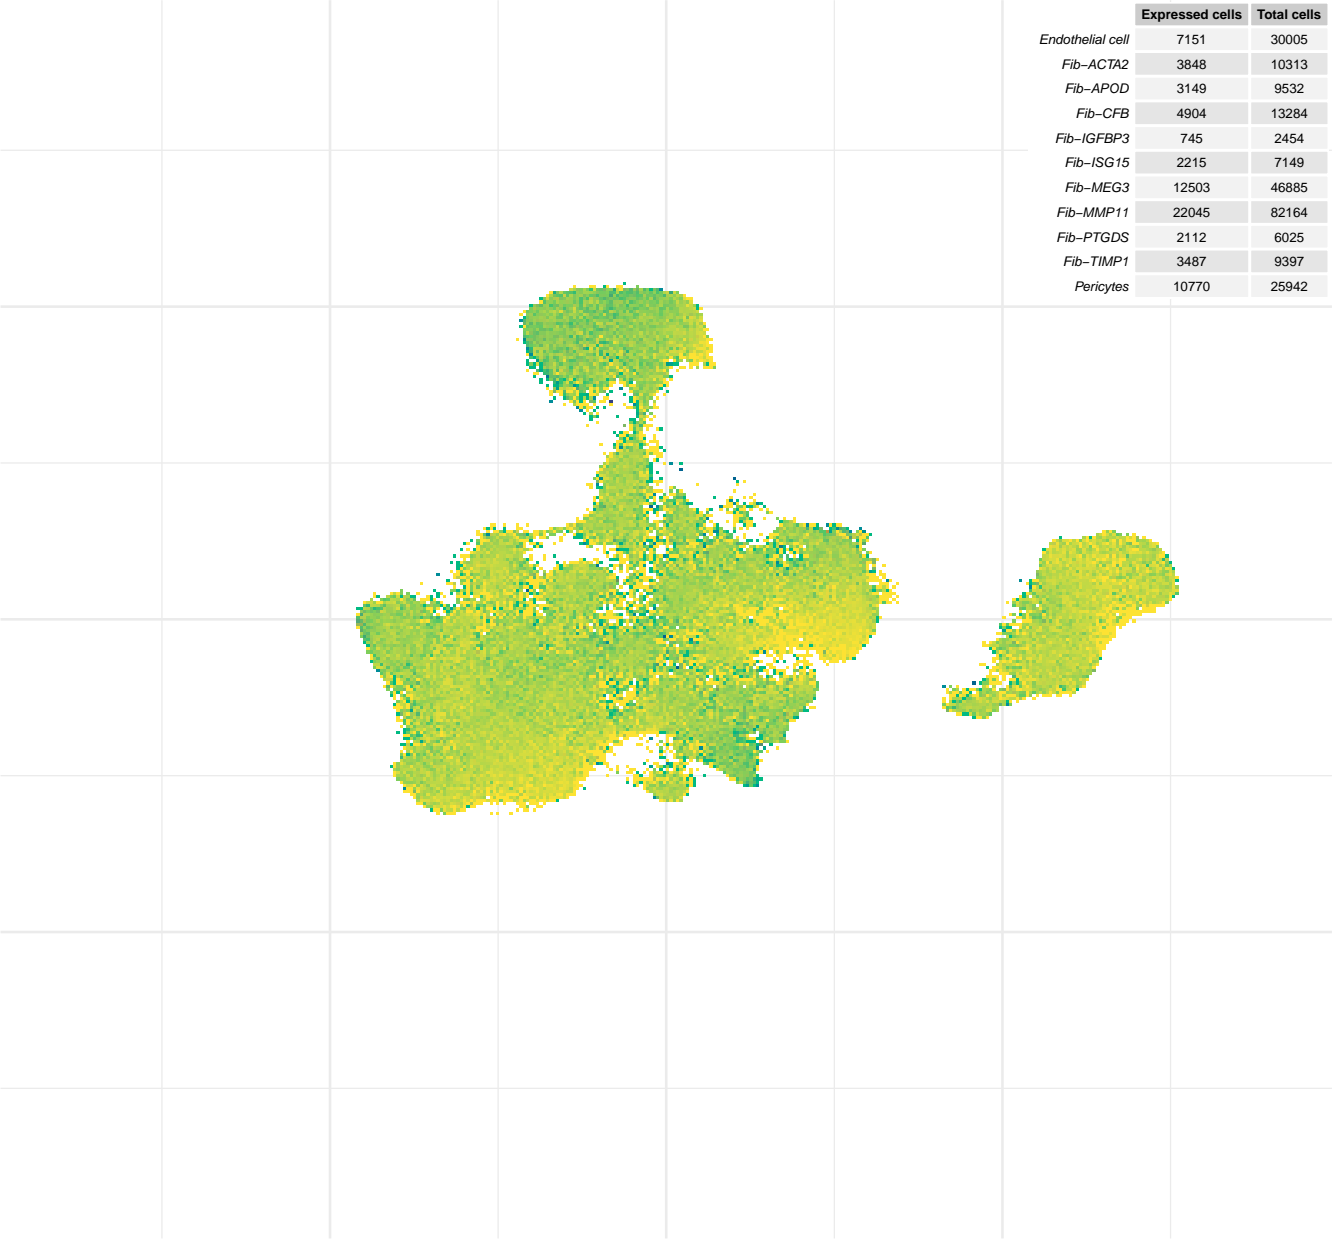 Expressed cells Total cells
Endothelial cell 7151 30005
Fib−ACTA2 3848 10313
Fib−APOD 3149 9532
Fib−CFB 4904 13284
Fib−IGFBP3 745 2454
Fib−ISG15 2215 7149
Fib−MEG3 12503 46885
Fib−MMP11 22045 82164
Fib−PTGDS 2112 6025
Fib−TIMP1 3487 9397
Pericytes 10770 25942